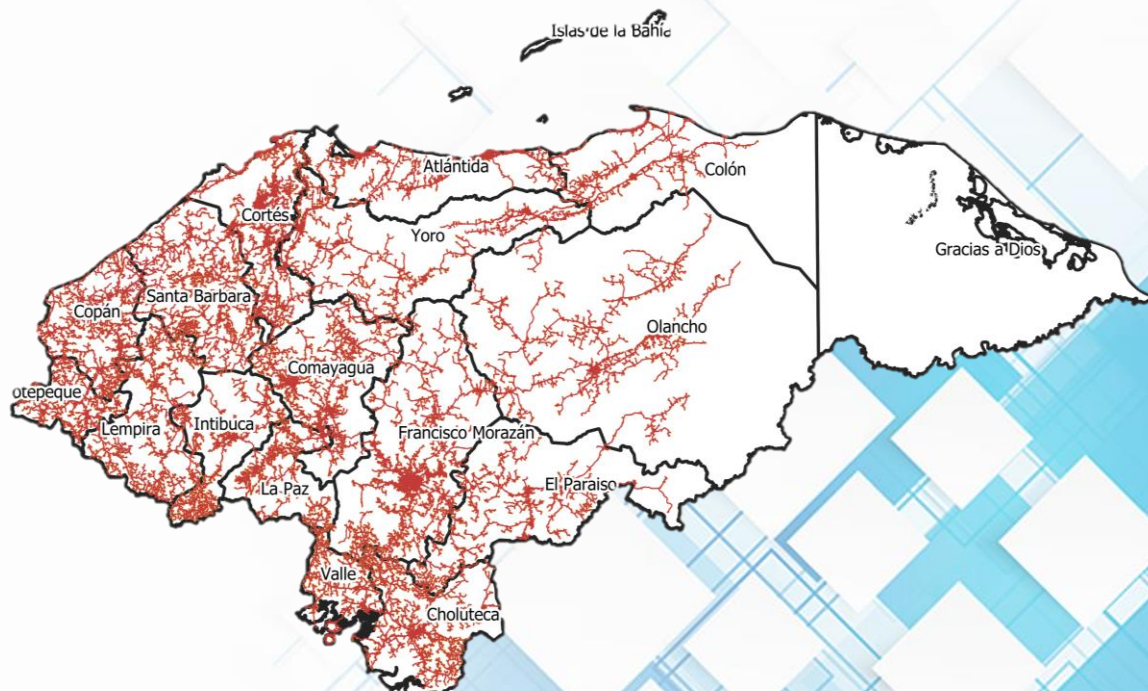 Islas de la Bahía
Atlántida
Colón
Cortés
Yoro
Gracias a Dios
Santa Barbara
Copán
Olancho
Comayagua
otepeque
Lempira
Intibuca
Francisco Morazán
La Paz
El Paraiso
Valle
Choluteca